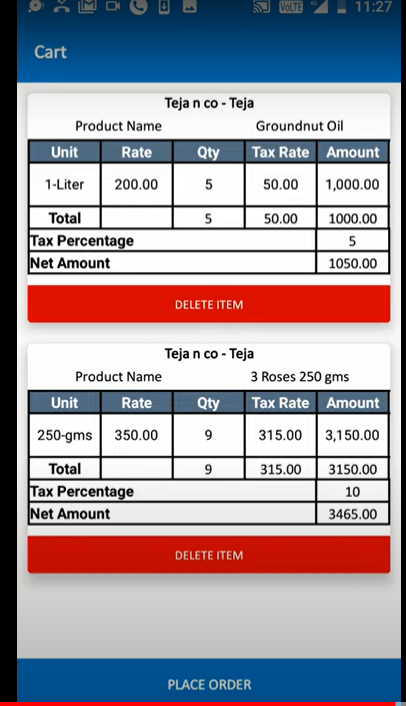 VoLTE 11:27
Cart
Teja n co - Teja
Product Name Groundnut Oil
Unit Rate Qty Tax Rate Amount
1-Liter 200.00 5 50.00 1,000.00
Total 5 50.00 1000.00
Tax Percentage 5
Net Amount 1050.00
DELETE ITEM
Teja n co - Teja
Product Name 3 Roses 250 gms
Unit Rate Qty Tax Rate Amount
250-gms 350.00 9 315.00 3,150.00
Total 9 315.00 3150.00
Tax Percentage 10
Net Amount 3465.00
DELETE ITEM
PLACE ORDER